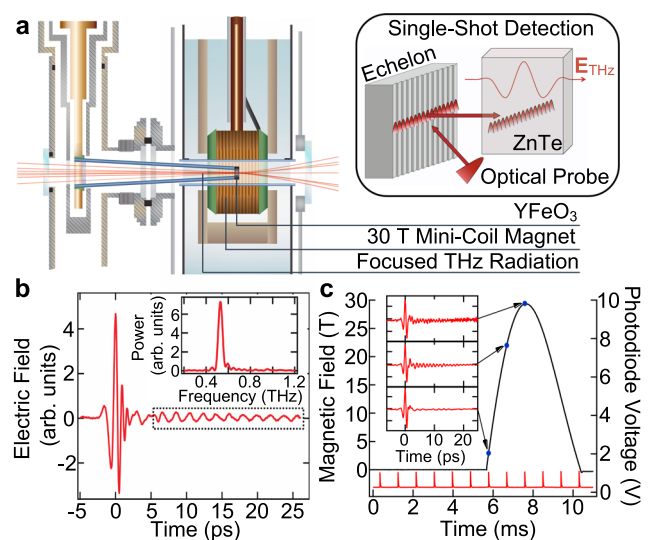 a
Single-Shot Detection
Echelon
E_THz
ZnTe
Optical Probe
YFeO₃
30 T Mini-Coil Magnet
Focused THz Radiation
b
Electric Field
(arb. units)
4
2
0
-2
-5 0 5 10 15 20 25
Time (ps)
Power
(arb. units)
6
4
2
0
0.4 0.8 1.2
Frequency (THz)
c
Magnetic Field (T)
30
25
20
15
10
5
0
0 10 20
Time (ps)
Photodiode Voltage (V)
10
8
6
4
2
0 2 4 6 8 10
Time (ms)